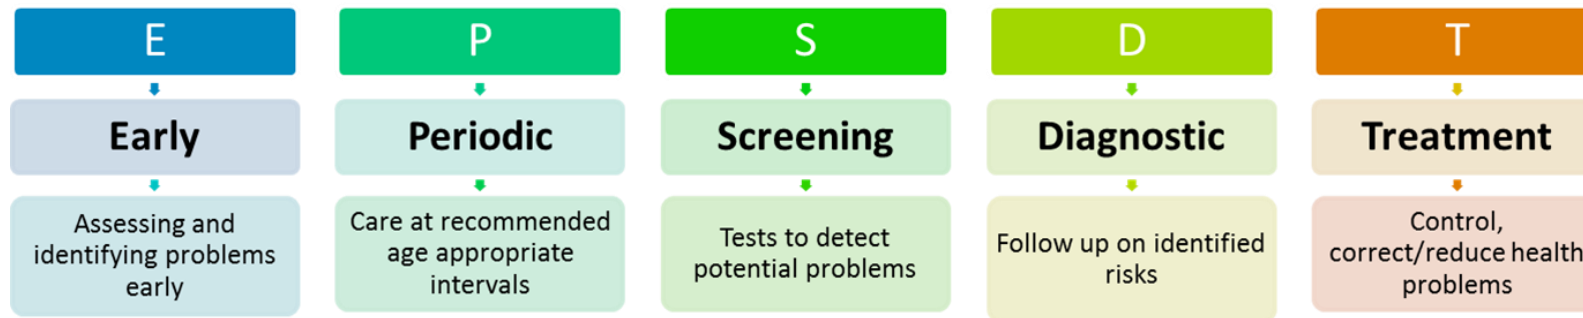 E
Early
Assessing and
identifying problems
early
P
Periodic
Care at recommended
age appropriate
intervals
S
Screening
Tests to detect
potential problems
D
Diagnostic
Follow up on identified
risks
T
Treatment
Control,
correct/reduce health
problems